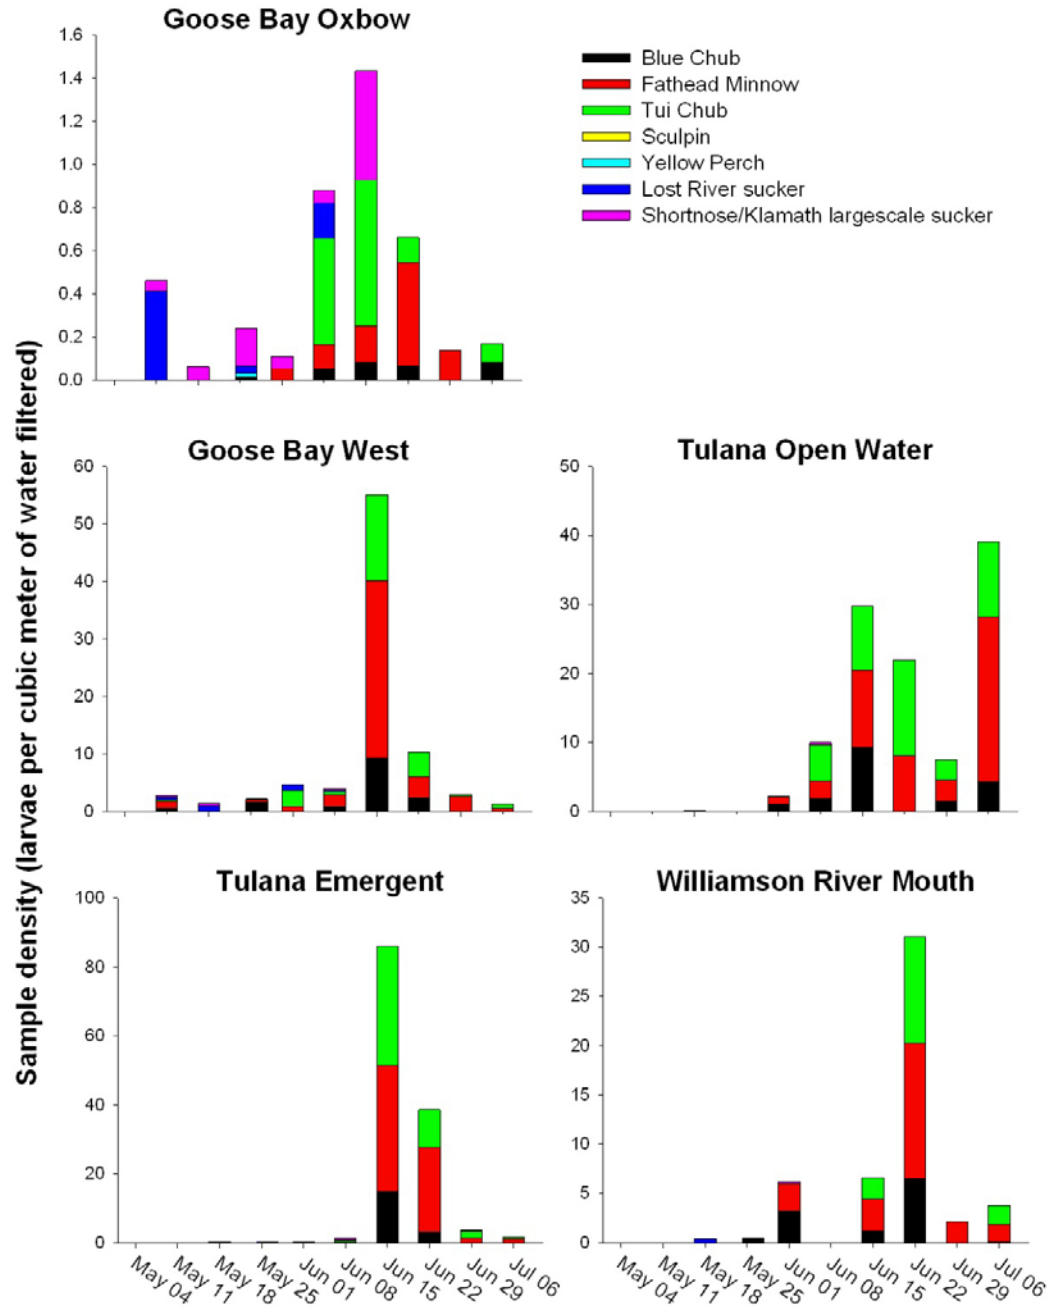 Goose Bay Oxbow
1.6
1.4
1.2
1.0
0.8
0.6
0.4
0.2
0.0
Blue Chub
Fathead Minnow
Tui Chub
Sculpin
Yellow Perch
Lost River sucker
Shortnose/Klamath largescale sucker
Sample density (larvae per cubic meter of water filtered)
Goose Bay West
60
50
40
30
20
10
0
Tulana Open Water
50
40
30
20
10
0
Tulana Emergent
100
80
60
40
20
0
May 04
May 11
May 18
May 25
Jun 01
Jun 08
Jun 15
Jun 22
Jun 29
Jul 06
Williamson River Mouth
35
30
25
20
15
10
5
0
May 04
May 11
May 18
May 25
Jun 01
Jun 08
Jun 15
Jun 22
Jun 29
Jul 06